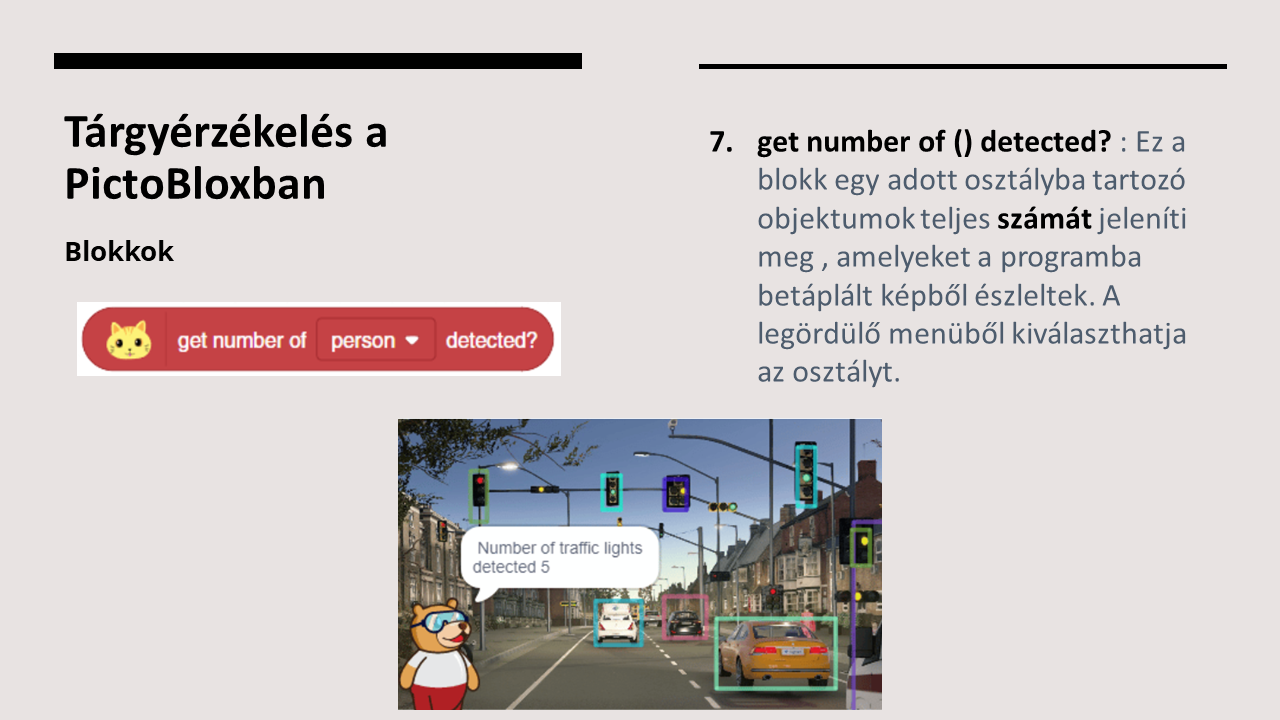 Tárgyérzékelés a
PictoBloxban
Blokkok
get number of person detected?
7. get number of () detected? : Ez a
blokk egy adott osztályba tartozó
objektumok teljes számát jeleníti
meg , amelyeket a programba
betáplált képből észleltek. A
legördülő menüből kiválaszthatja
az osztályt.
Number of traffic lights
detected 5